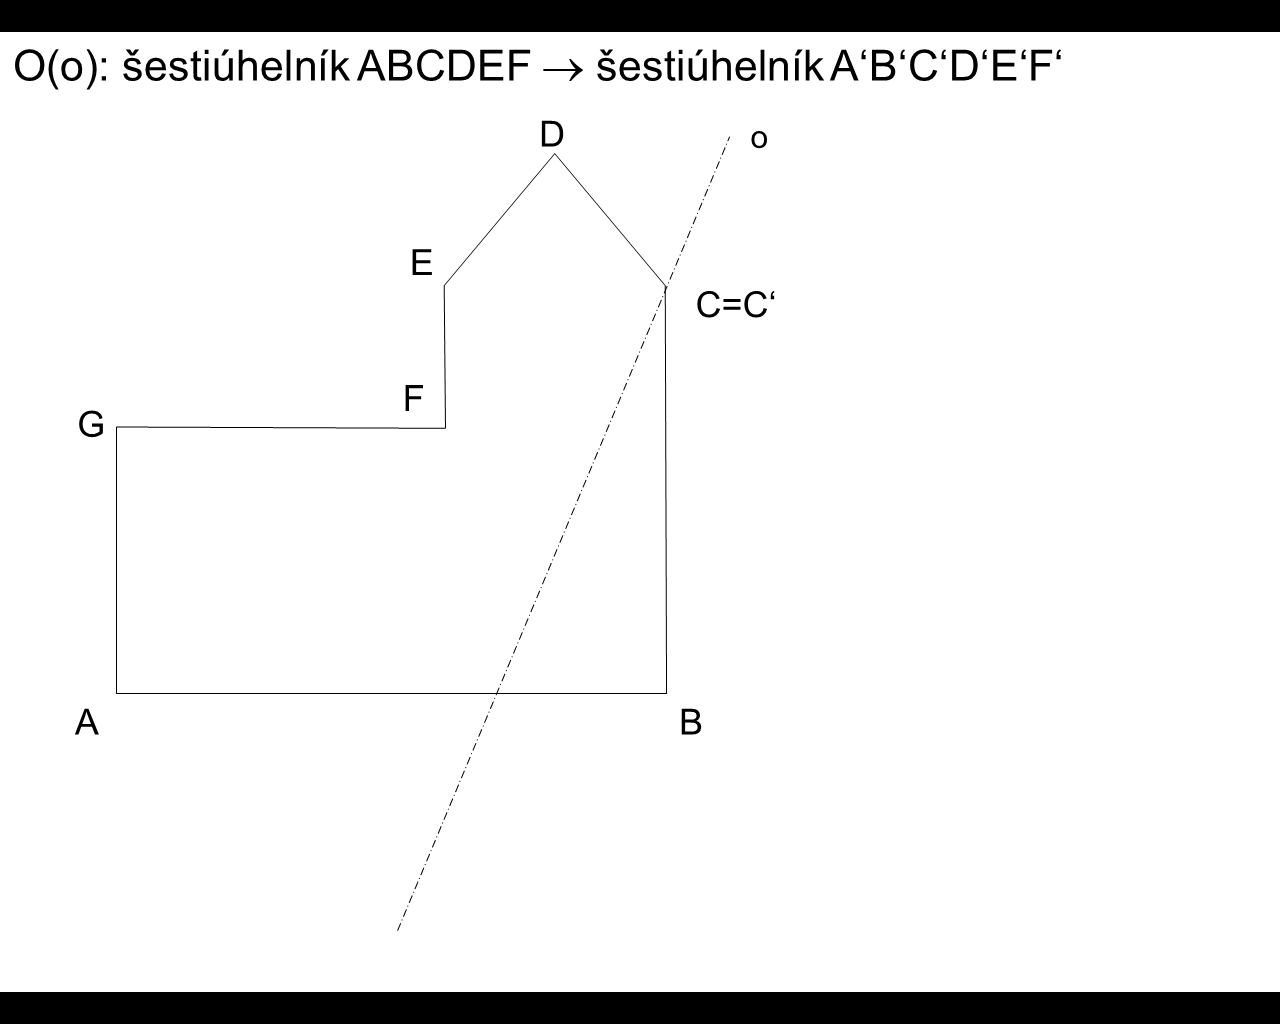 O(o): šestiúhelník ABCDEF → šestiúhelník A‘B‘C‘D‘E‘F‘
D
o
E
C=C‘
F
G
A
B